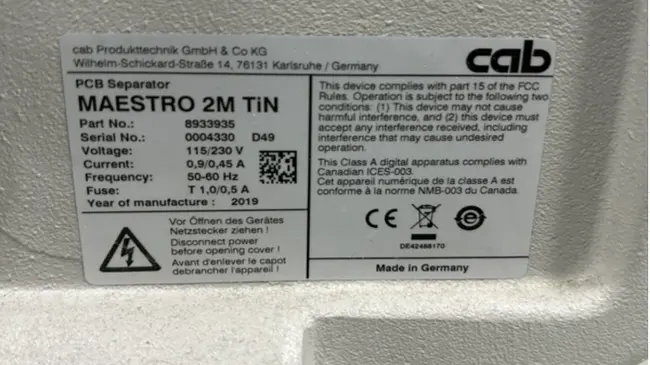 cab Produkttechnik GmbH & Co KG
Wilhelm-Schickard-Straße 14, 76131 Karlsruhe / Germany
cab
PCB Separator
MAESTRO 2M TiN
Part No.: 8933935
Serial No.: 0004330 D49
Voltage: 115/230 V
Current: 0,9/0,45 A
Frequency: 50-60 Hz
Fuse: T 1,0/0,5 A
Year of manufacture : 2019
Vor Öffnen des Gerätes
Netzstecker ziehen !
Disconnect power
before opening cover !
Avant d'enlever le capot
debrancher l'appareil !
This device complies with part 15 of the FCC
Rules. Operation is subject to the following two
conditions: (1) This device may not cause
harmful interference, and (2) this device must
accept any interference received, including
interference that may cause undesired
operation.
This Class A digital apparatus complies with
Canadian ICES-003.
Cet appareil numérique de la classe A est
conforme à la norme NMB-003 du Canada.
CE
DE42488170
Made in Germany